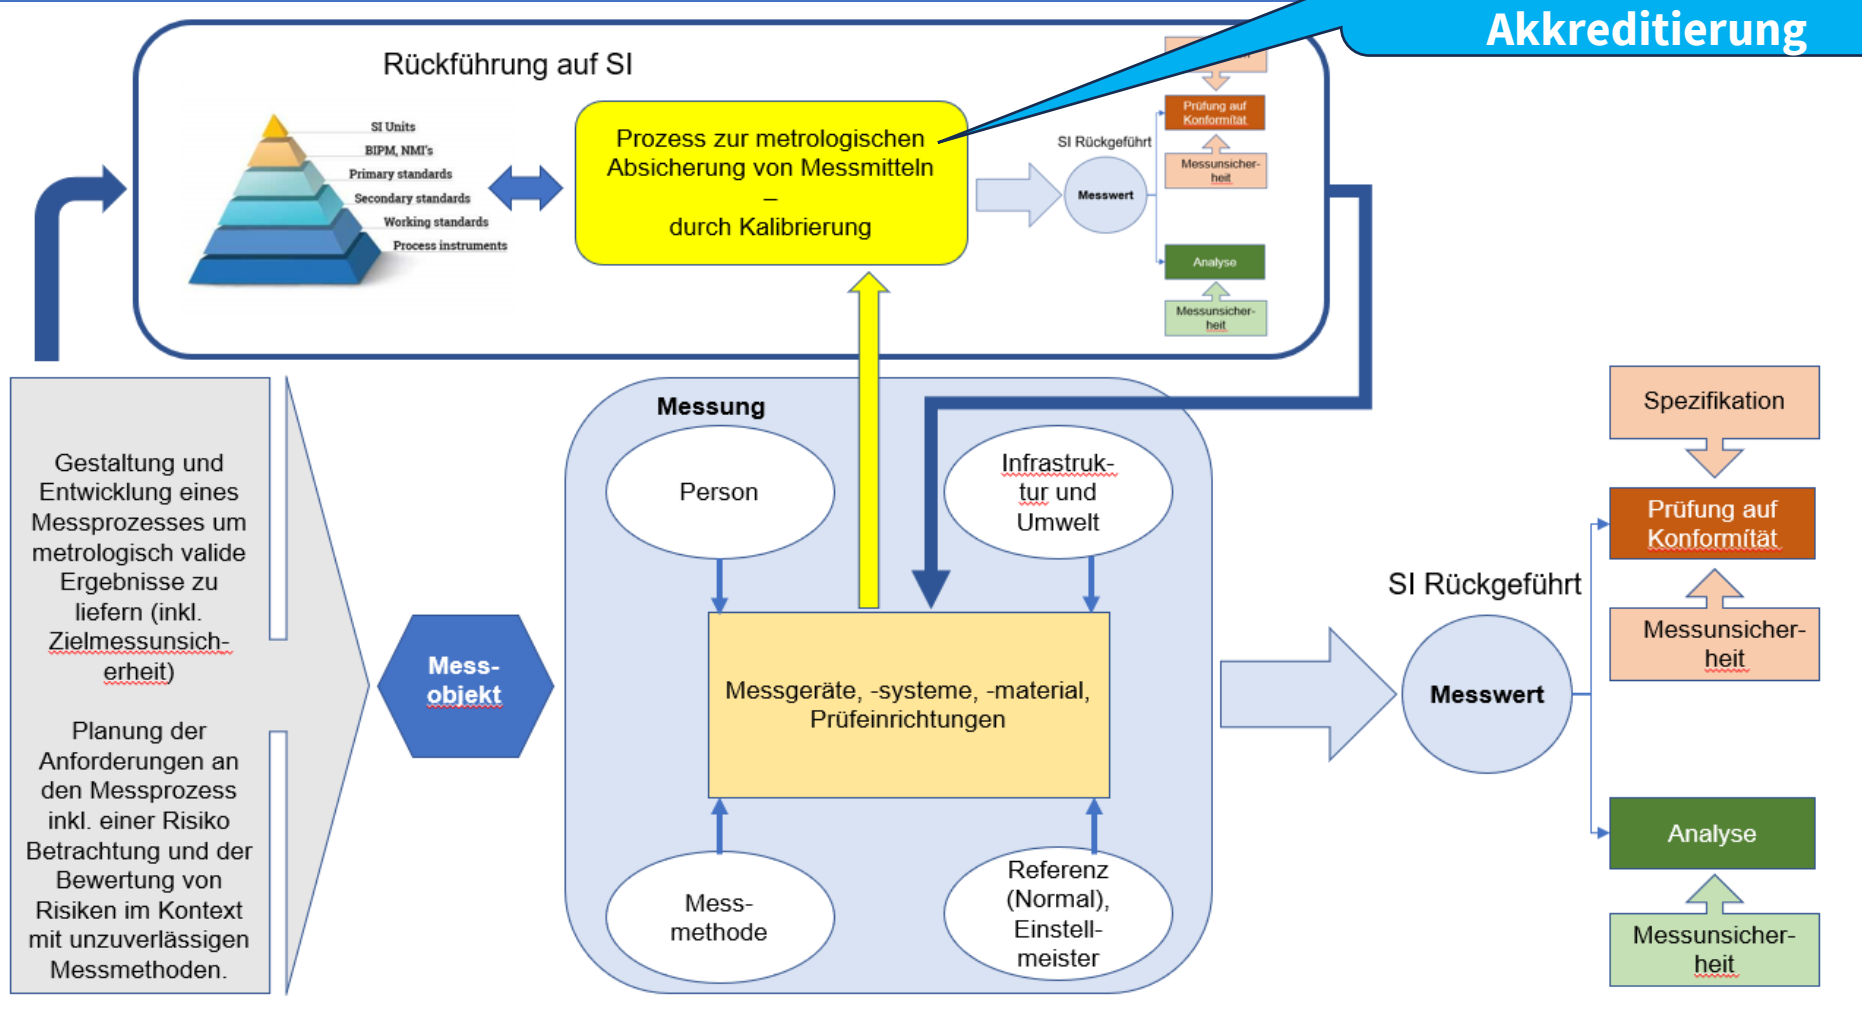 Akkreditierung
Rückführung auf SI
SI Units
BIPM, NMI's
Primary standards
Secondary standards
Working standards
Process instruments
Prozess zur metrologischen
Absicherung von Messmitteln
–
durch Kalibrierung
SI Rückgeführt
Messwert
Prüfung auf
Konformität
Messunsicher-
heit
Analyse
Messunsicher-
heit
Gestaltung und
Entwicklung eines
Messprozesses um
metrologisch valide
Ergebnisse zu
liefern (inkl.
Zielmessunsich-
erheit)
Planung der
Anforderungen an
den Messprozess
inkl. einer Risiko
Betrachtung und der
Bewertung von
Risiken im Kontext
mit unzuverlässigen
Messmethoden.
Mess-
objekt
Messung
Person
Infrastruk-
tur und
Umwelt
Messgeräte, -systeme, -material,
Prüfeinrichtungen
Mess-
methode
Referenz
(Normal),
Einstell-
meister
SI Rückgeführt
Messwert
Spezifikation
Prüfung auf
Konformítät
Messunsicher-
heit
Analyse
Messunsicher-
heit